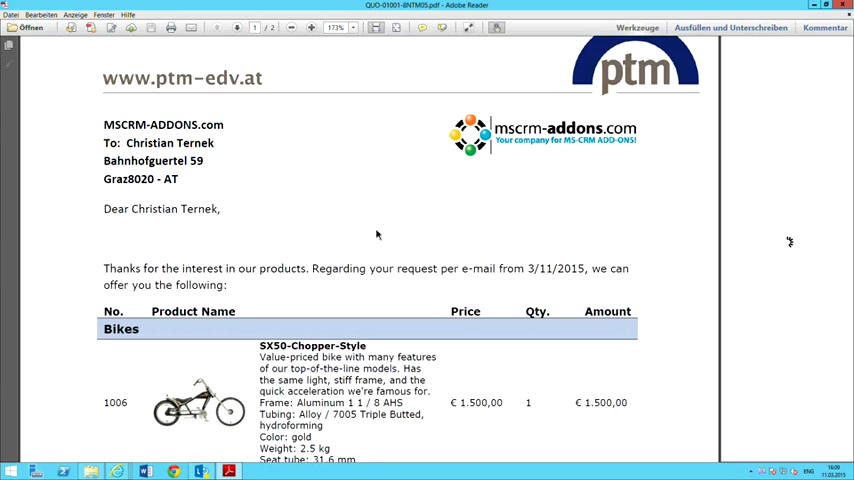 QUO-01001-8NTM05.pdf - Adobe Reader
Datei Bearbeiten Anzeige Fenster Hilfe
Öffnen 1 / 2 173% Werkzeuge Ausfüllen und Unterschreiben Kommentar
www.ptm-edv.at
ptm
MSCRM-ADDONS.com
To: Christian Ternek
Bahnhofguertel 59
Graz8020 - AT
mscrm-addons.com
Your company for MS-CRM ADD-ONS!
Dear Christian Ternek,
Thanks for the interest in our products. Regarding your request per e-mail from 3/11/2015, we can
offer you the following:
No. Product Name Price Qty. Amount
Bikes
SX50-Chopper-Style
Value-priced bike with many features
of our top-of-the-line models. Has
the same light, stiff frame, and the
quick acceleration we're famous for.
Frame: Aluminum 1 1 / 8 AHS
1006 € 1.500,00 1 € 1.500,00
Tubing: Alloy / 7005 Triple Butted,
hydroforming
Color: gold
Weight: 2.5 kg
Seat tube: 31.6 mm
ENG
16:09
11.03.2015